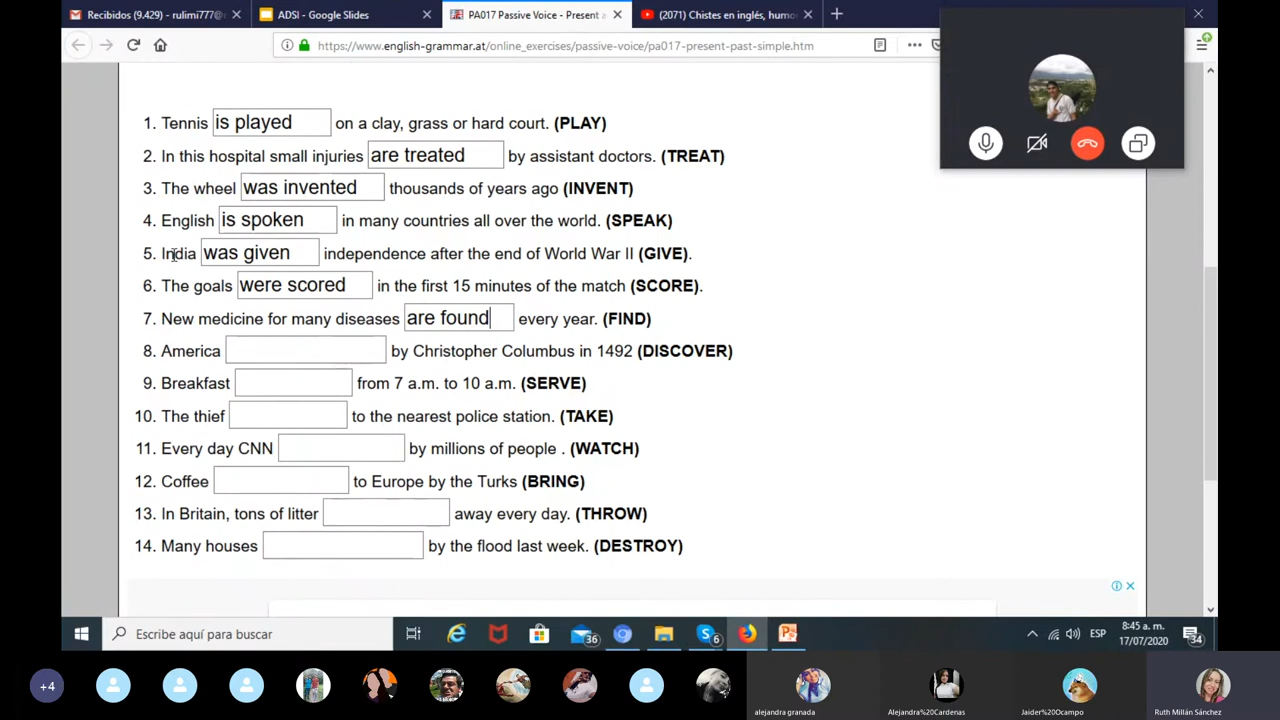 Recibidos (9.429) - rulimi777@
ADSI - Google Slides
PA017 Passive Voice - Present a
(2071) Chistes en inglés, humo
https://www.english-grammar.at/online_exercises/passive-voice/pa017-present-past-simple.htm
1. Tennis is played on a clay, grass or hard court. (PLAY)
2. In this hospital small injuries are treated by assistant doctors. (TREAT)
3. The wheel was invented thousands of years ago (INVENT)
4. English is spoken in many countries all over the world. (SPEAK)
5. India was given independence after the end of World War II (GIVE).
6. The goals were scored in the first 15 minutes of the match (SCORE).
7. New medicine for many diseases are found every year. (FIND)
8. America by Christopher Columbus in 1492 (DISCOVER)
9. Breakfast from 7 a.m. to 10 a.m. (SERVE)
10. The thief to the nearest police station. (TAKE)
11. Every day CNN by millions of people . (WATCH)
12. Coffee to Europe by the Turks (BRING)
13. In Britain, tons of litter away every day. (THROW)
14. Many houses by the flood last week. (DESTROY)
Escribe aquí para buscar
36
6
ESP
8:45 a. m.
17/07/2020
34
+4
alejandra granada
Alejandra%20Cardenas
Jaider%20Ocampo
Ruth Millán Sánchez